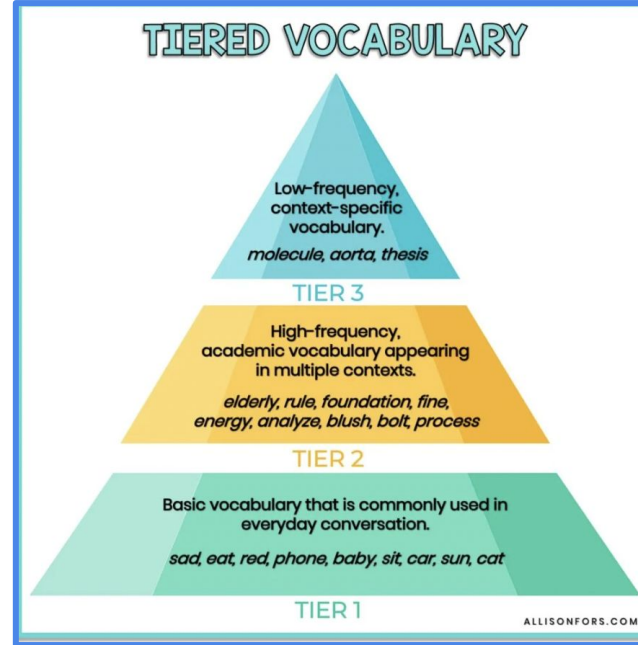 TIERED VOCABULARY
Low-frequency,
context-specific
vocabulary.
molecule, aorta, thesis
TIER 3
High-frequency,
academic vocabulary appearing
in multiple contexts.
elderly, rule, foundation, fine,
energy, analyze, blush, bolt, process
TIER 2
Basic vocabulary that is commonly used in
everyday conversation.
sad, eat, red, phone, baby, sit, car, sun, cat
TIER 1
ALLISONFORS.COM